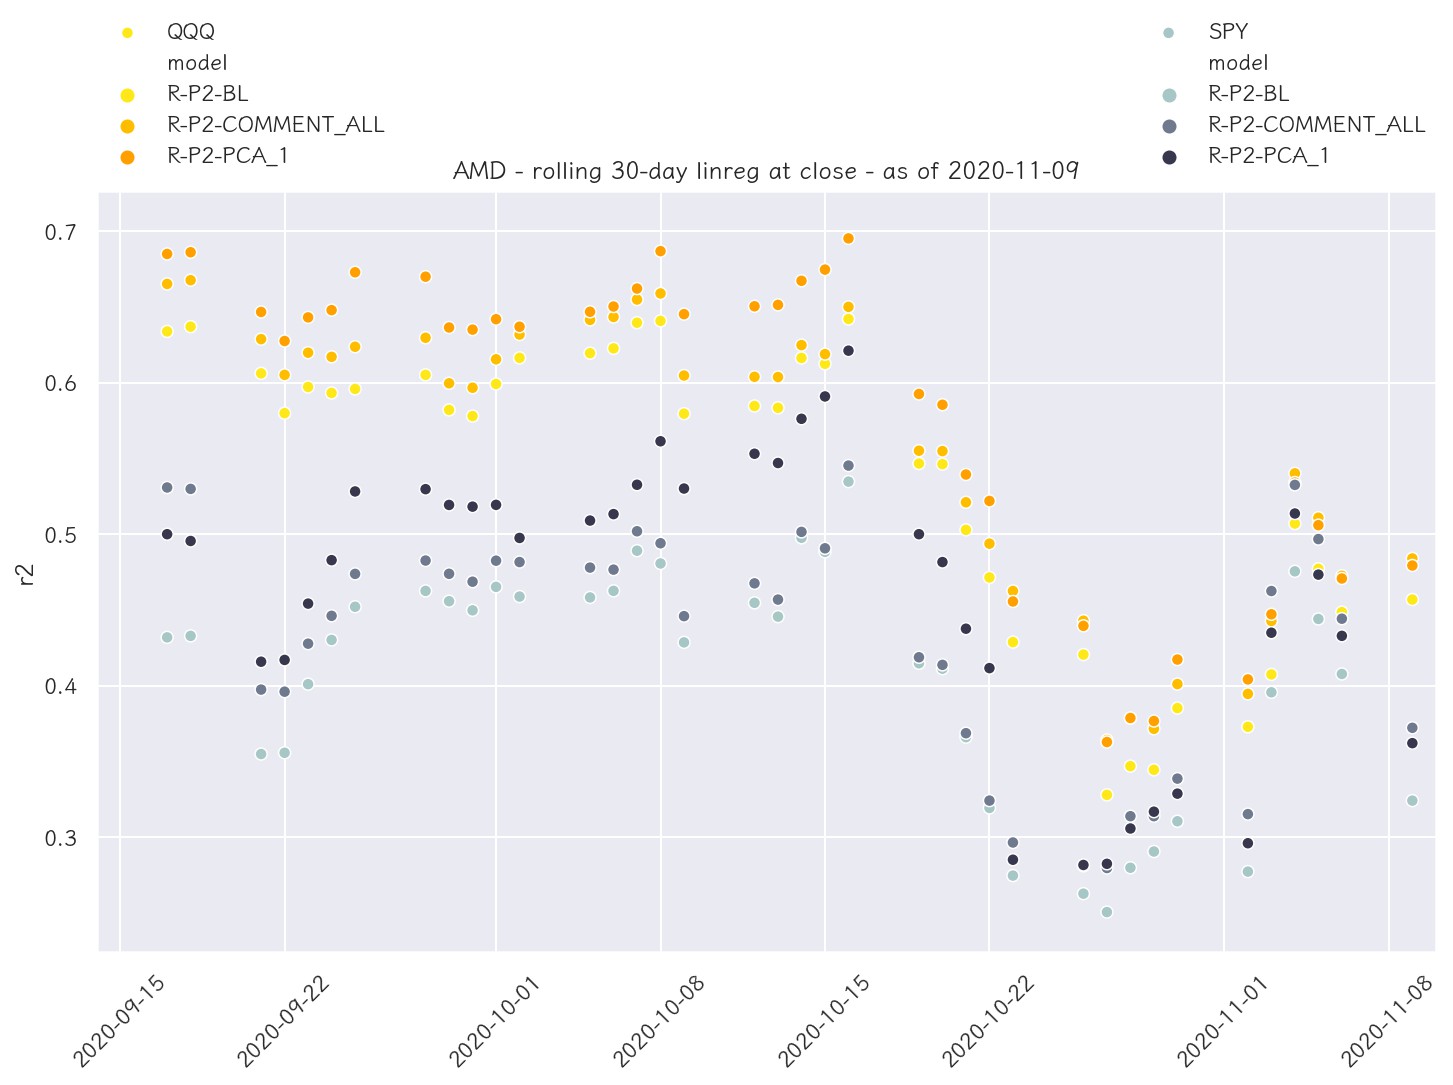 QQQ
model
R-P2-BL
R-P2-COMMENT_ALL
R-P2-PCA_1
SPY
model
R-P2-BL
R-P2-COMMENT_ALL
R-P2-PCA_1
AMD - rolling 30-day linreg at close - as of 2020-11-09
0.7
0.6
0.5
0.4
0.3
r2
2020-09-15
2020-09-22
2020-10-01
2020-10-08
2020-10-15
2020-10-22
2020-11-01
2020-11-08